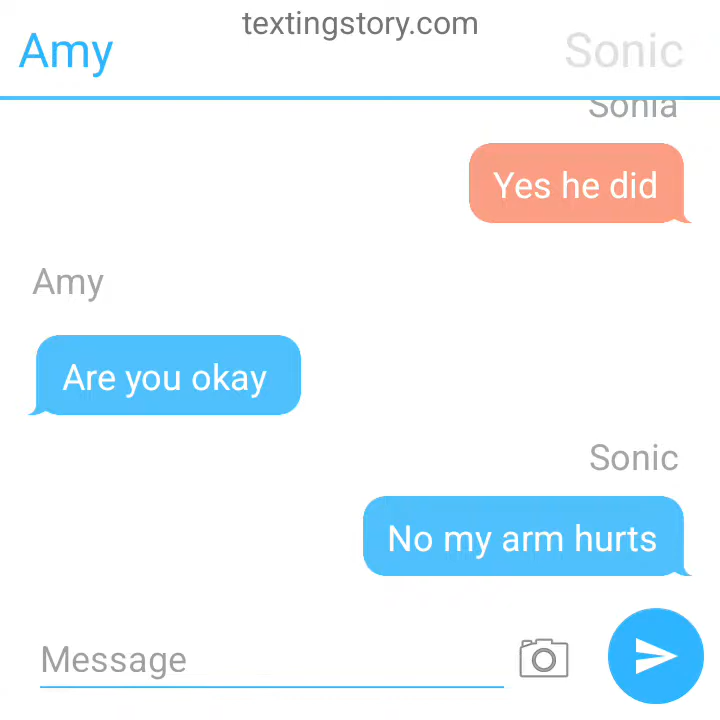 textingstory.com
Amy
Sonic
Sonia
Yes he did
Amy
Are you okay
Sonic
No my arm hurts
Message